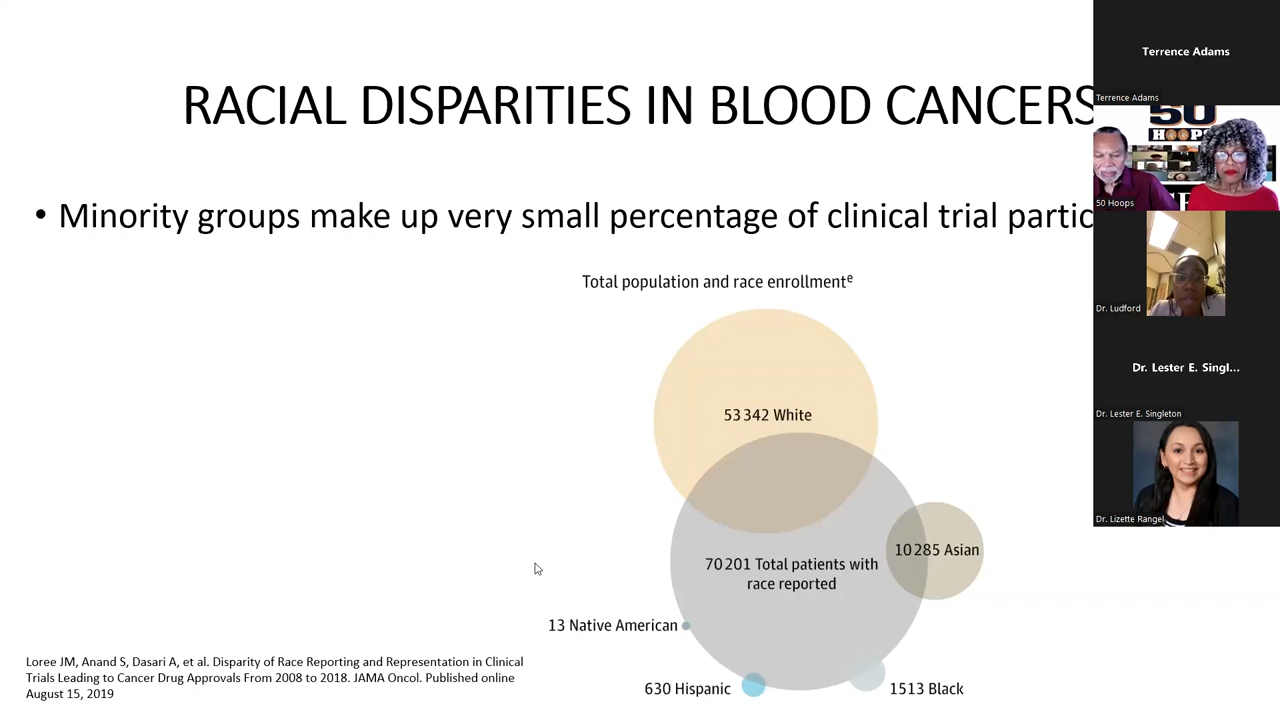 RACIAL DISPARITIES IN BLOOD CANCERS
• Minority groups make up very small percentage of clinical trial partic
Total population and race enrollmentᵉ
53 342 White
70 201 Total patients with
race reported
10 285 Asian
13 Native American
630 Hispanic
1513 Black
Loree JM, Anand S, Dasari A, et al. Disparity of Race Reporting and Representation in Clinical
Trials Leading to Cancer Drug Approvals From 2008 to 2018. JAMA Oncol. Published online
August 15, 2019
Terrence Adams
Terrence Adams
50
HOOPS
50 Hoops
Dr. Ludford
Dr. Lester E. Singl...
Dr. Lester E. Singleton
Dr. Lizette Rangel